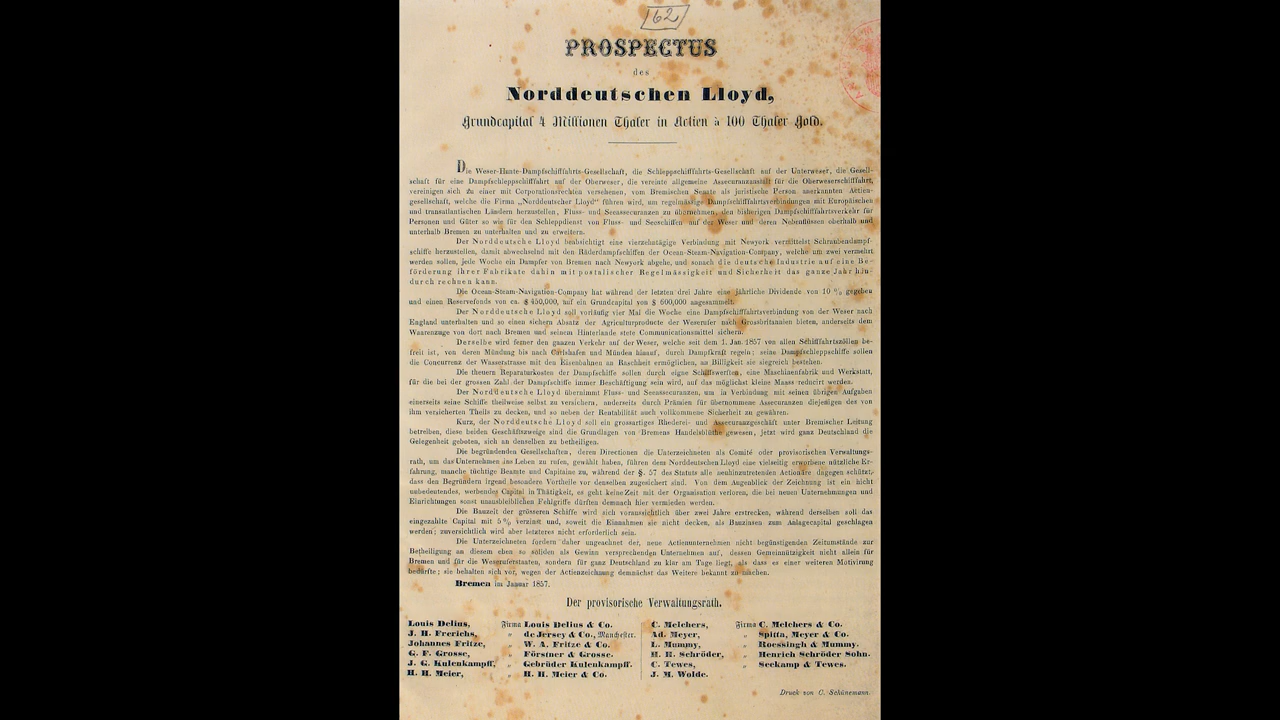 162
PROSPECTUS
des
Norddeutschen Lloyd,
Grundcapital 4 Millionen Thaler in Actien à 100 Thaler Gold.
Die Weser-Hunte-Dampfschifffahrts-Gesellschaft, die Schleppschifffahrts-Gesellschaft auf der Unterweser, die Gesell-
schaft für eine Dampfschleppschifffahrt auf der Oberweser, die vereinte allgemeine Assecuranzanstalt für die Oberweserschifffahrt,
vereinigen sich zu einer mit Corporationsrechten versehenen, vom Bremischen Senate als juristische Person anerkannten Actien-
gesellschaft, welche die Firma „Norddeutscher Lloyd" führen wird, um regelmässige Dampfschifffahrtsverbindungen mit Europäischen
und transatlantischen Ländern herzustellen, Fluss- und Seeassecuranzen zu übernehmen, den bisherigen Dampfschifffahrtsverkehr für
Personen und Güter so wie für den Schleppdienst von Fluss- und Seeschiffen auf der Weser und deren Nebenflüssen oberhalb und
unterhalb Bremen zu unterhalten und zu erweitern.
Der Norddeutsche Lloyd beabsichtigt eine vierzehntägige Verbindung mit Newyork vermittelst Schraubendampf-
schiffe herzustellen, damit abwechselnd mit den Räderdampfschiffen der Ocean-Steam-Navigation-Company, welche um zwei vermehrt
werden sollen, jede Woche ein Dampfer von Bremen nach Newyork abgehe, und sonach die deutsche Industrie auf eine Be-
förderung ihrer Fabrikate dahin mit postalischer Regelmässigkeit und Sicherheit das ganze Jahr hin-
durch rechnen kann.
Die Ocean-Steam-Navigation-Company hat während der letzten drei Jahre eine jährliche Dividende von 10 % gegeben
und einen Reservefonds von ca. $ 450,000, auf ein Grundcapital von $ 600,000 angesammelt.
Der Norddeutsche Lloyd soll vorläufig vier Mal die Woche eine Dampfschifffahrtsverbindung von der Weser nach
England unterhalten und so einen sichern Absatz der Agriculturproducte der Weserufer nach Grossbritannien bieten, anderseits dem
Waarenzuge von dort nach Bremen und seinem Hinterlande stete Communicationsmittel sichern.
Derselbe wird ferner den ganzen Verkehr auf der Weser, welche seit dem 1. Jan. 1857 von allen Schifffahrtszöllen be-
freit ist, von deren Mündung bis nach Carlshafen und Münden hinauf, durch Dampfkraft regeln; seine Dampfschleppschiffe sollen
die Concurrenz der Wasserstrasse mit den Eisenbahnen an Raschheit ermöglichen, an Billigkeit sie siegreich bestehen.
Die theuern Reparaturkosten der Dampfschiffe sollen durch eigne Schiffswerften, eine Maschinenfabrik und Werkstatt,
für die bei der grossen Zahl der Dampfschiffe immer Beschäftigung sein wird, auf das möglichst kleine Maass reducirt werden.
Der Norddeutsche Lloyd übernimmt Fluss- und Seeassecuranzen, um in Verbindung mit seinen übrigen Aufgaben
einerseits seine Schiffe theilweise selbst zu versichern, anderseits durch Prämien für übernommene Assecuranzen diejenigen des von
ihm versicherten Theils zu decken, und so neben der Rentabilität auch vollkommene Sicherheit zu gewähren.
Kurz, der Norddeutsche Lloyd soll ein grossartiges Rhederei- und Assecuranzgeschäft unter Bremischer Leitung
betreiben, diese beiden Geschäftszweige sind die Grundlagen von Bremens Handelsblüthe gewesen, jetzt wird ganz Deutschland die
Gelegenheit geboten, sich an denselben zu betheiligen.
Die begründenden Gesellschaften, deren Directionen die Unterzeichneten als Comité oder provisorischen Verwaltungs-
rath, um das Unternehmen ins Leben zu rufen, gewählt haben, führen dem Norddeutschen Lloyd eine vielseitig erworbene nützliche Er-
fahrung, manche tüchtige Beamte und Capitaine zu, während der §. 57 des Statuts alle neuhinzutretenden Actionäre dagegen schützt,
dass den Begründern irgend besondere Vortheile vor denselben zugesichert sind. Von dem Augenblick der Zeichnung ist ein nicht
unbedeutendes, werbendes Capital in Thätigkeit, es geht keine Zeit mit der Organisation verloren, die bei neuen Unternehmungen und
Einrichtungen sonst unausbleiblichen Fehlgriffe dürften demnach hier vermieden werden.
Die Bauzeit der grösseren Schiffe wird sich voraussichtlich über zwei Jahre erstrecken, während derselben soll das
eingezahlte Capital mit 5 % verzinst und, soweit die Einnahmen sie nicht decken, als Bauzinsen zum Anlagecapital geschlagen
werden; zuversichtlich wird aber letzteres nicht erforderlich sein.
Die Unterzeichneten fordern daher ungeachnet der, neue Actienunternehmen nicht begünstigenden Zeitumstände zur
Betheiligung an diesem eben so soliden als Gewinn versprechenden Unternehmen auf, dessen Gemeinnützigkeit nicht allein für
Bremen und für die Weseruferstaaten, sondern für ganz Deutschland zu klar am Tage liegt, als dass es einer weiteren Motivirung
bedürfte; sie behalten sich vor, wegen der Actienzeichnung demnächst das Weitere bekannt zu machen.
Bremen im Januar 1857.
Der provisorische Verwaltungsrath.
Louis Delius, Firma Louis Delius & Co.
J. H. Frerichs, „ de Jersey & Co., Manchester.
Johannes Fritze, „ W. A. Fritze & Co.
G. F. Grosse, „ Förstner & Grosse.
J. G. Kulenkampff, „ Gebrüder Kulenkampff.
H. H. Meier, „ H. H. Meier & Co.
C. Melchers, Firma C. Melchers & Co.
Ad. Meyer, „ Spitta, Meyer & Co.
L. Mummy, „ Roessingh & Mummy.
H. E. Schröder, „ Henrich Schröder Sohn.
C. Tewes, „ Seekamp & Tewes.
J. M. Wolde.
Druck von C. Schünemann.